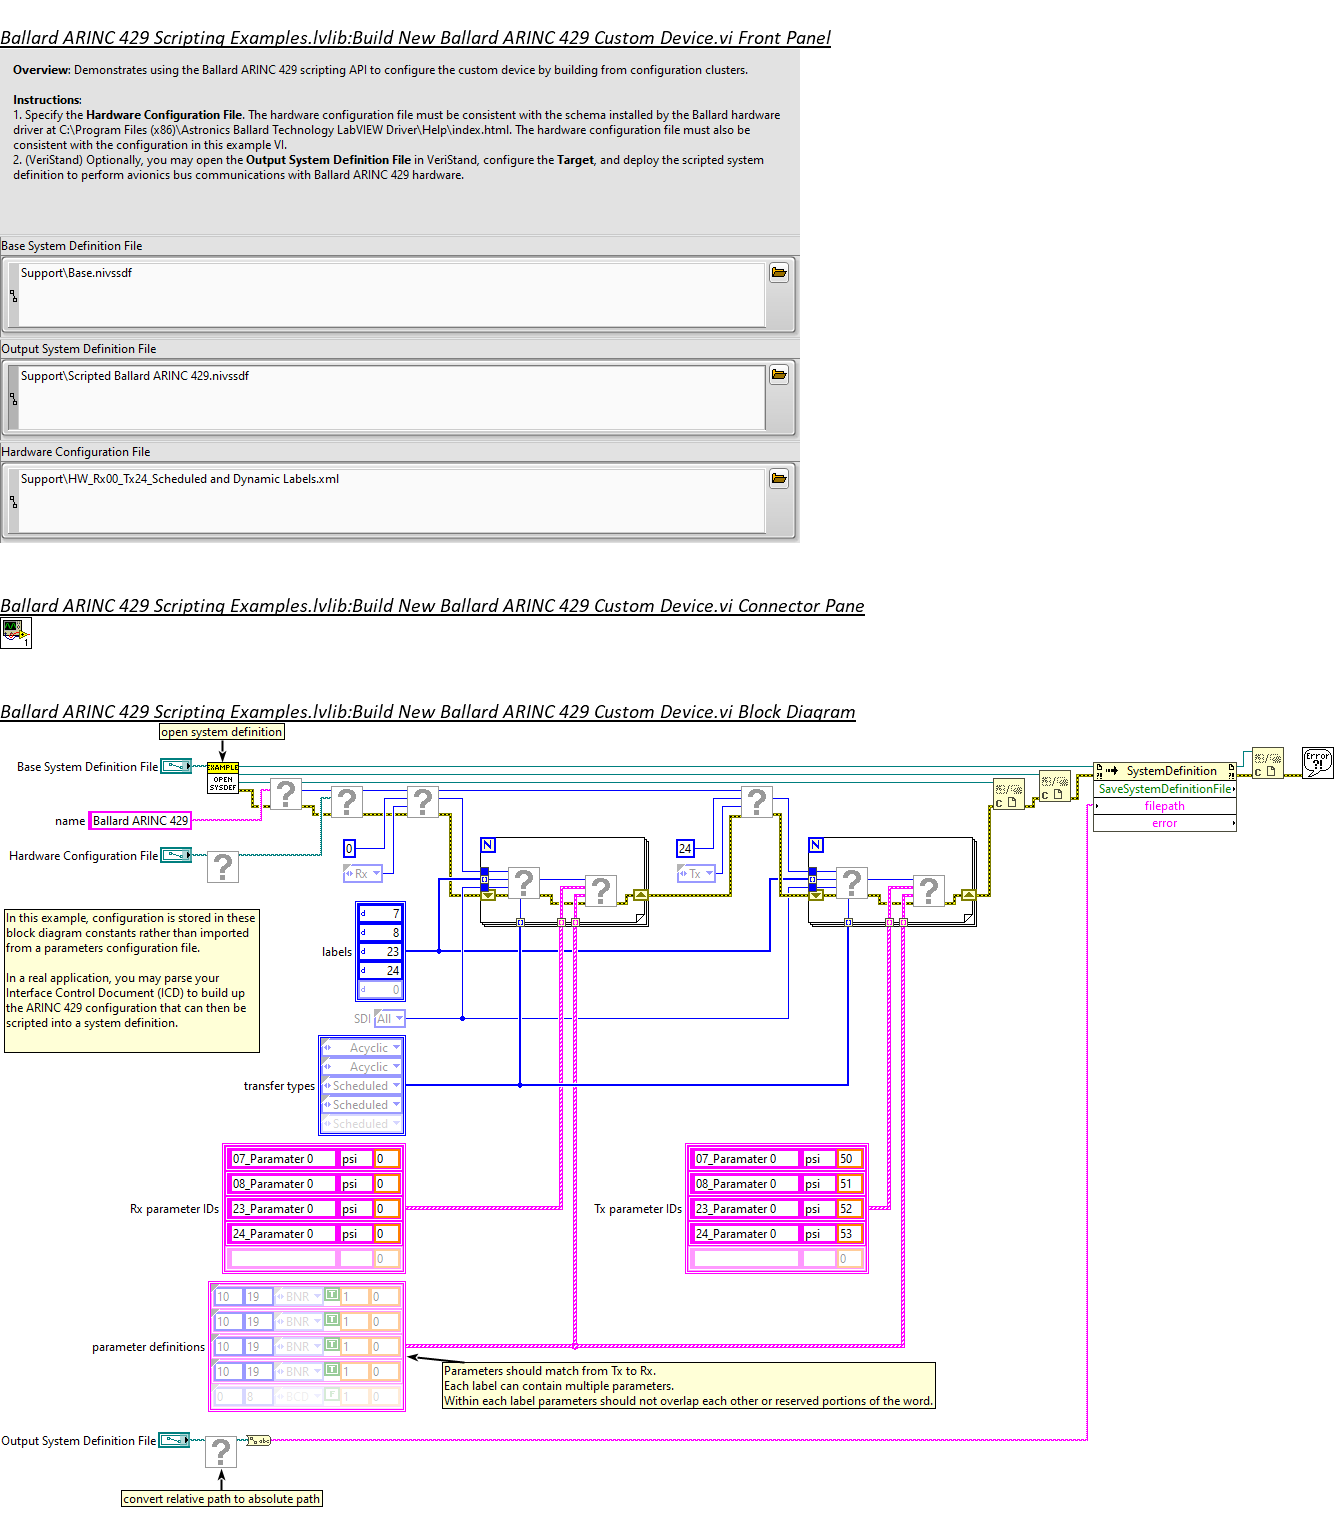 Ballard ARINC 429 Scripting Examples.lvlib:Build New Ballard ARINC 429 Custom Device.vi Front Panel
Overview: Demonstrates using the Ballard ARINC 429 scripting API to configure the custom device by building from configuration clusters.
Instructions:
1. Specify the Hardware Configuration File. The hardware configuration file must be consistent with the schema installed by the Ballard hardware
driver at C:\Program Files (x86)\Astronics Ballard Technology LabVIEW Driver\Help\index.html. The hardware configuration file must also be
consistent with the configuration in this example VI.
2. (VeriStand) Optionally, you may open the Output System Definition File in VeriStand, configure the Target, and deploy the scripted system
definition to perform avionics bus communications with Ballard ARINC 429 hardware.
Base System Definition File
Support\Base.nivssdf
Output System Definition File
Support\Scripted Ballard ARINC 429.nivssdf
Hardware Configuration File
Support\HW_Rx00_Tx24_Scheduled and Dynamic Labels.xml
Ballard ARINC 429 Scripting Examples.lvlib:Build New Ballard ARINC 429 Custom Device.vi Connector Pane
1
Ballard ARINC 429 Scripting Examples.lvlib:Build New Ballard ARINC 429 Custom Device.vi Block Diagram
open system definition
Base System Definition File
EXAMPLE
OPEN
SYSDEF
name Ballard ARINC 429
Hardware Configuration File
?
?
?
?
?
0
Rx
24
Tx
N
?
?
N
?
?
C
C
SystemDefinition
SaveSystemDefinitionFile
filepath
error
C
Error
?!
In this example, configuration is stored in these
block diagram constants rather than imported
from a parameters configuration file.
In a real application, you may parse your
Interface Control Document (ICD) to build up
the ARINC 429 configuration that can then be
scripted into a system definition.
labels
d 7
d 8
d 23
d 24
d 0
SDI All
transfer types
Acyclic
Acyclic
Scheduled
Scheduled
Scheduled
Rx parameter IDs
07_Paramater 0 psi 0
08_Paramater 0 psi 0
23_Paramater 0 psi 0
24_Paramater 0 psi 0
0
Tx parameter IDs
07_Paramater 0 psi 50
08_Paramater 0 psi 51
23_Paramater 0 psi 52
24_Paramater 0 psi 53
0
parameter definitions
10 19 BNR T 1 0
10 19 BNR T 1 0
10 19 BNR T 1 0
10 19 BNR T 1 0
0 8 BCD F 1 0
Parameters should match from Tx to Rx.
Each label can contain multiple parameters.
Within each label parameters should not overlap each other or reserved portions of the word.
Output System Definition File
?
abc
convert relative path to absolute path